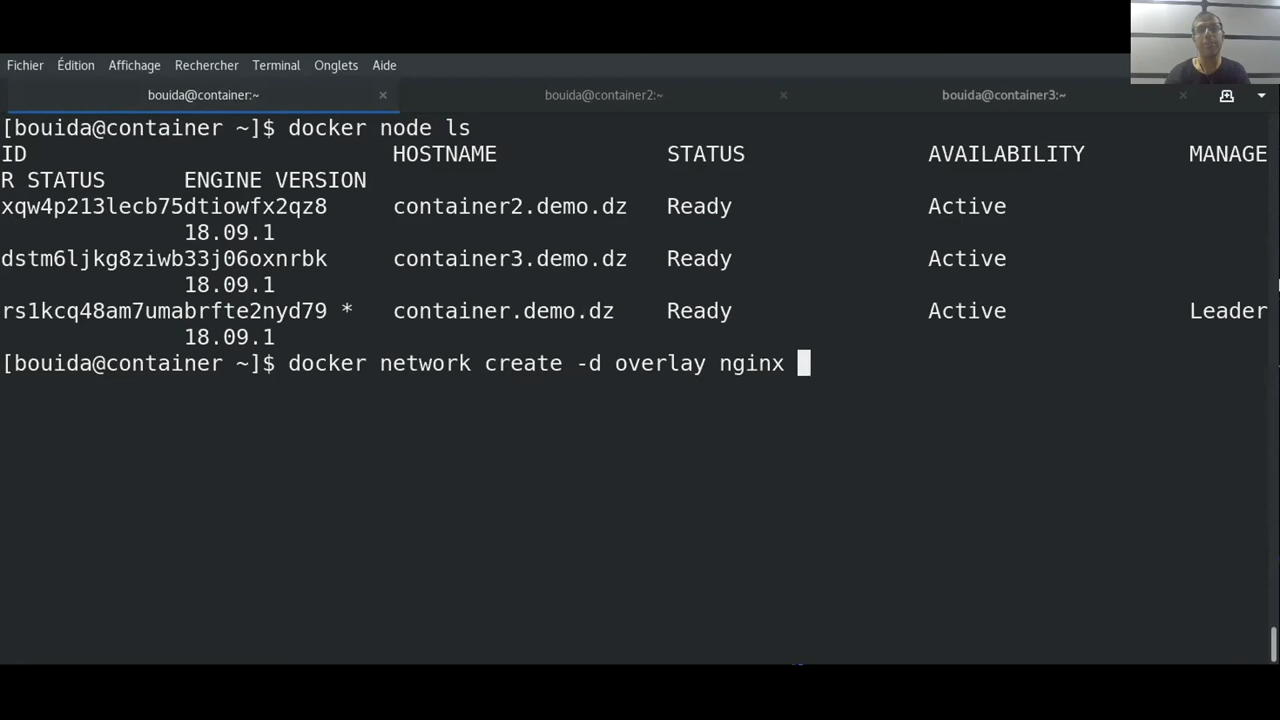 Fichier Édition Affichage Rechercher Terminal Onglets Aide
bouida@container:~ × bouida@container2:~ × bouida@container3:~ ×
[bouida@container ~]$ docker node ls
ID HOSTNAME STATUS AVAILABILITY MANAGE
R STATUS ENGINE VERSION
xqw4p213lecb75dtiowfx2qz8 container2.demo.dz Ready Active
18.09.1
dstm6ljkg8ziwb33j06oxnrbk container3.demo.dz Ready Active
18.09.1
rs1kcq48am7umabrfte2nyd79 * container.demo.dz Ready Active Leader
18.09.1
[bouida@container ~]$ docker network create -d overlay nginx